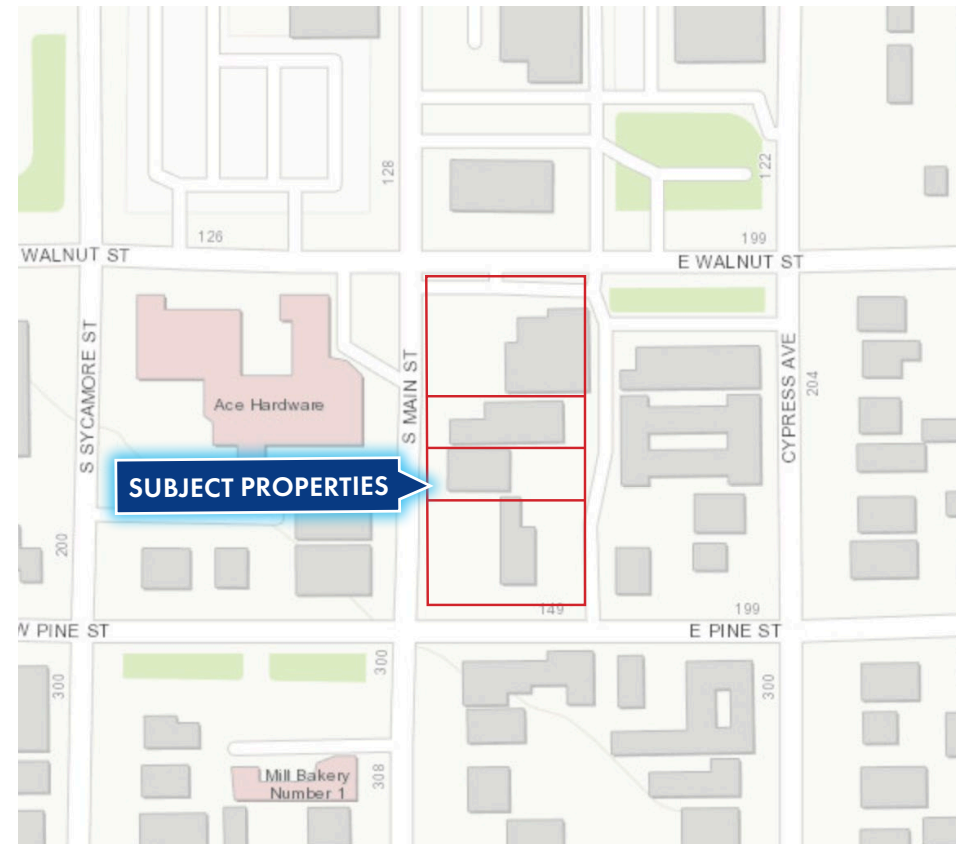 128
122
126
199
WALNUT ST
E WALNUT ST
S SYCAMORE ST
S MAIN ST
CYPRESS AVE
204
Ace Hardware
SUBJECT PROPERTIES
200
149
199
W PINE ST
E PINE ST
300
300
300
308
Mill Bakery
Number 1